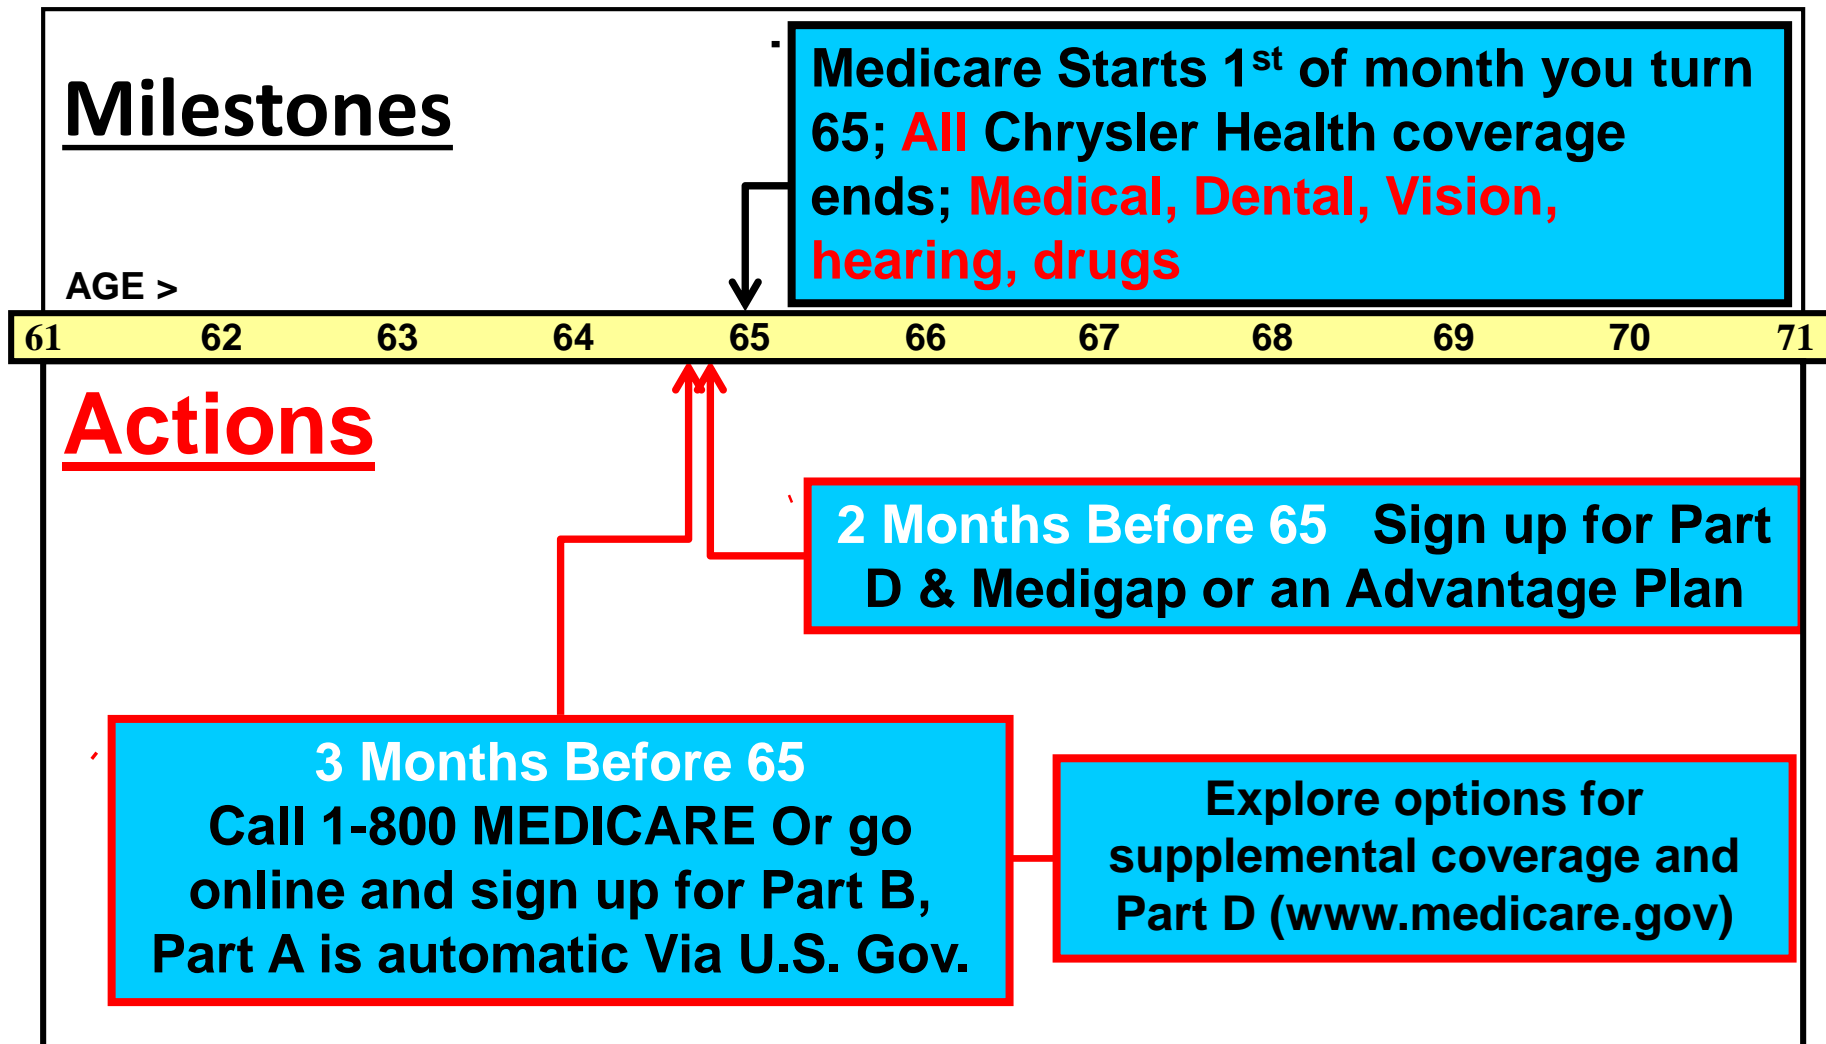 Milestones
Medicare Starts 1st of month you turn
65; All Chrysler Health coverage
ends; Medical, Dental, Vision,
hearing, drugs
AGE >
61 62 63 64 65 66 67 68 69 70 71
Actions
2 Months Before 65 Sign up for Part
D & Medigap or an Advantage Plan
3 Months Before 65
Call 1-800 MEDICARE Or go
online and sign up for Part B,
Part A is automatic Via U.S. Gov.
Explore options for
supplemental coverage and
Part D (www.medicare.gov)